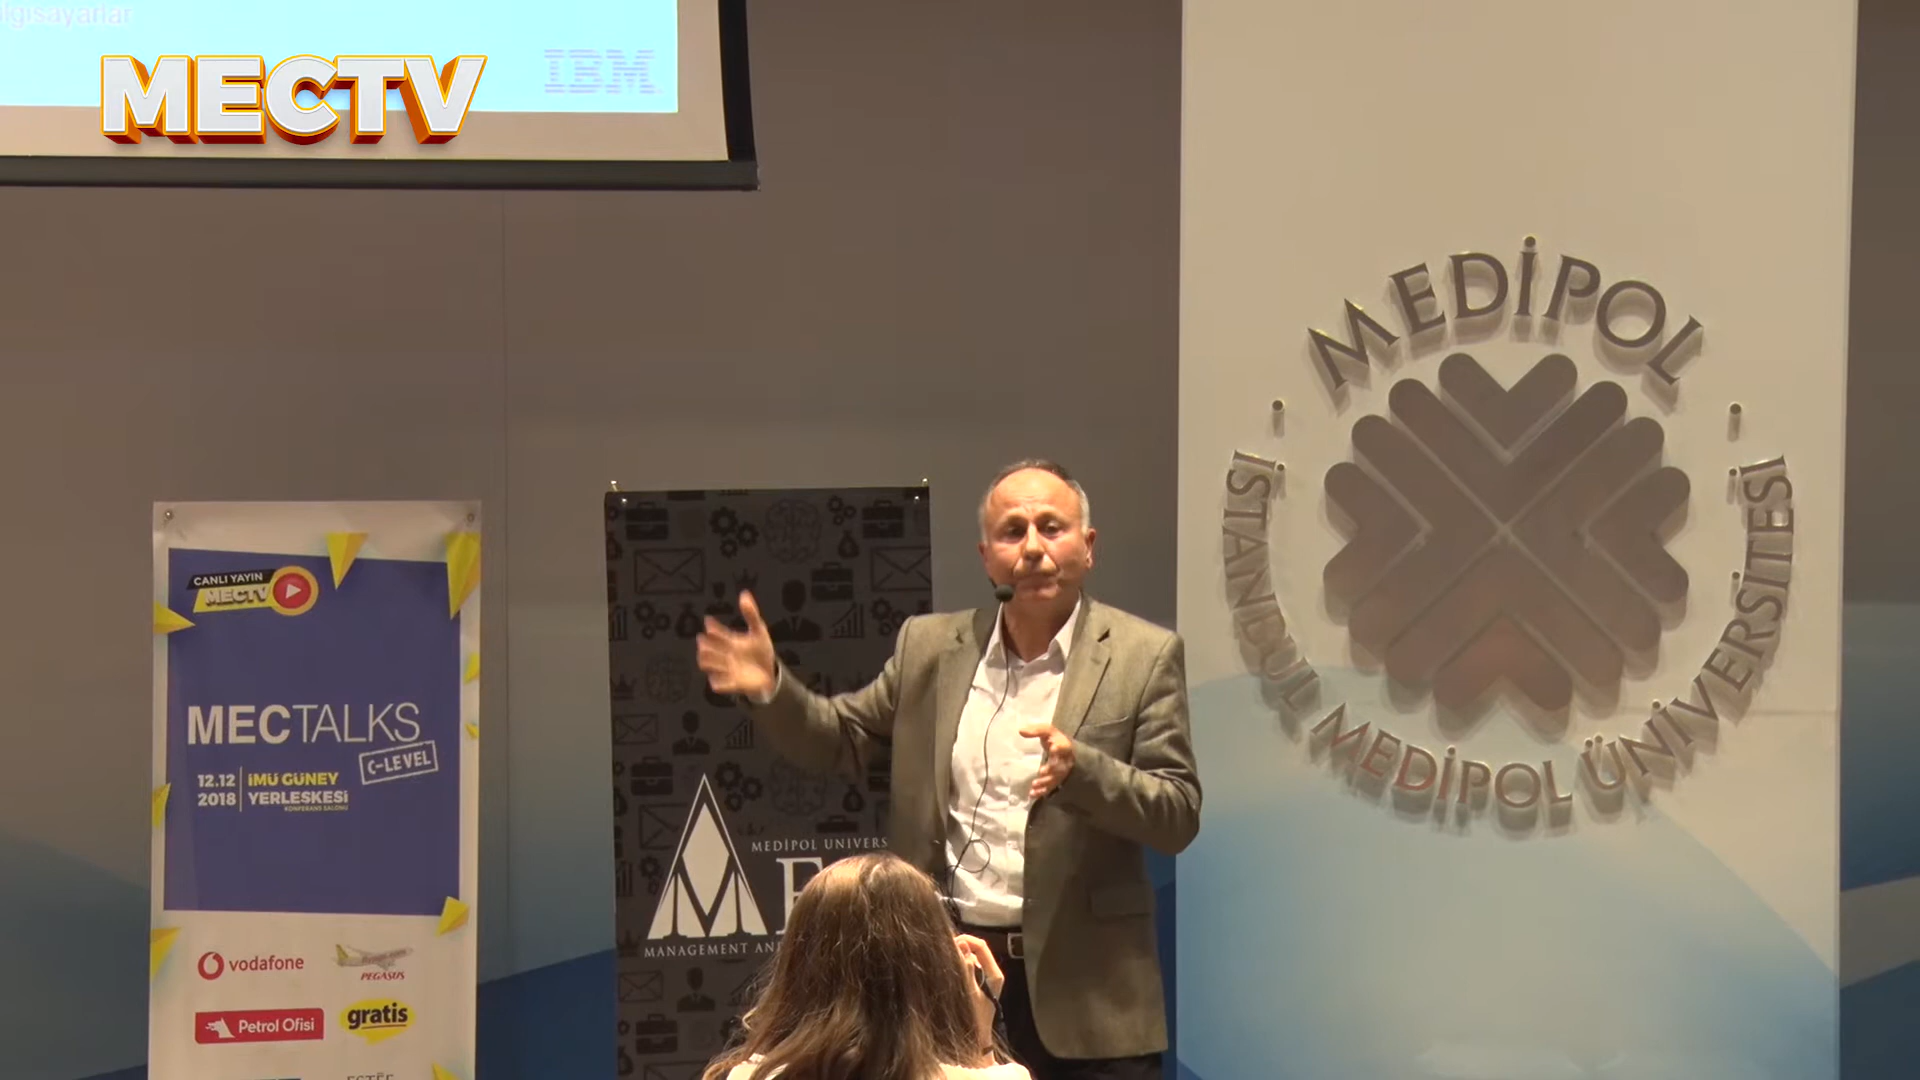 bilgisayarlar
IBM
MECTV
CANLI YAYIN
MECTV
MECTALKS
C-LEVEL
12.12
2018
İMÜ GÜNEY
YERLEŞKESİ
KONFERANS SALONU
vodafone
PEGASUS
Petrol Ofisi
gratis
MEDİPOL UNIVERS
MANAGEMENT AND
MEDİPOL
İSTANBUL MEDİPOL ÜNİVERSİTESİ